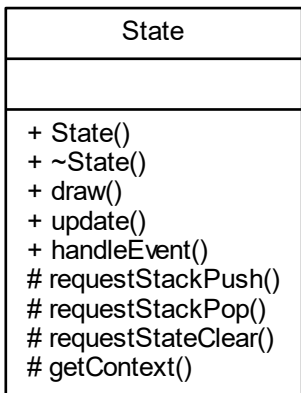 State
+ State()
+ ~State()
+ draw()
+ update()
+ handleEvent()
# requestStackPush()
# requestStackPop()
# requestStateClear()
# getContext()